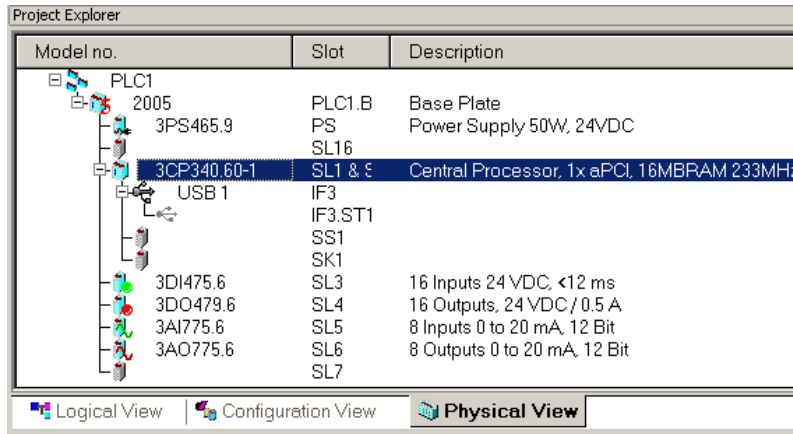 Project Explorer
Model no. Slot Description
PLC1
2005 PLC1.B Base Plate
3PS465.9 PS Power Supply 50W, 24VDC
SL16
3CP340.60-1 SL1 & S Central Processor, 1x aPCI, 16MBRAM 233MHz
USB 1 IF3
IF3.ST1
SS1
SK1
3DI475.6 SL3 16 Inputs 24 VDC, <12 ms
3DO479.6 SL4 16 Outputs, 24 VDC / 0.5 A
3AI775.6 SL5 8 Inputs 0 to 20 mA, 12 Bit
3AO775.6 SL6 8 Outputs 0 to 20 mA, 12 Bit
SL7
Logical View Configuration View Physical View